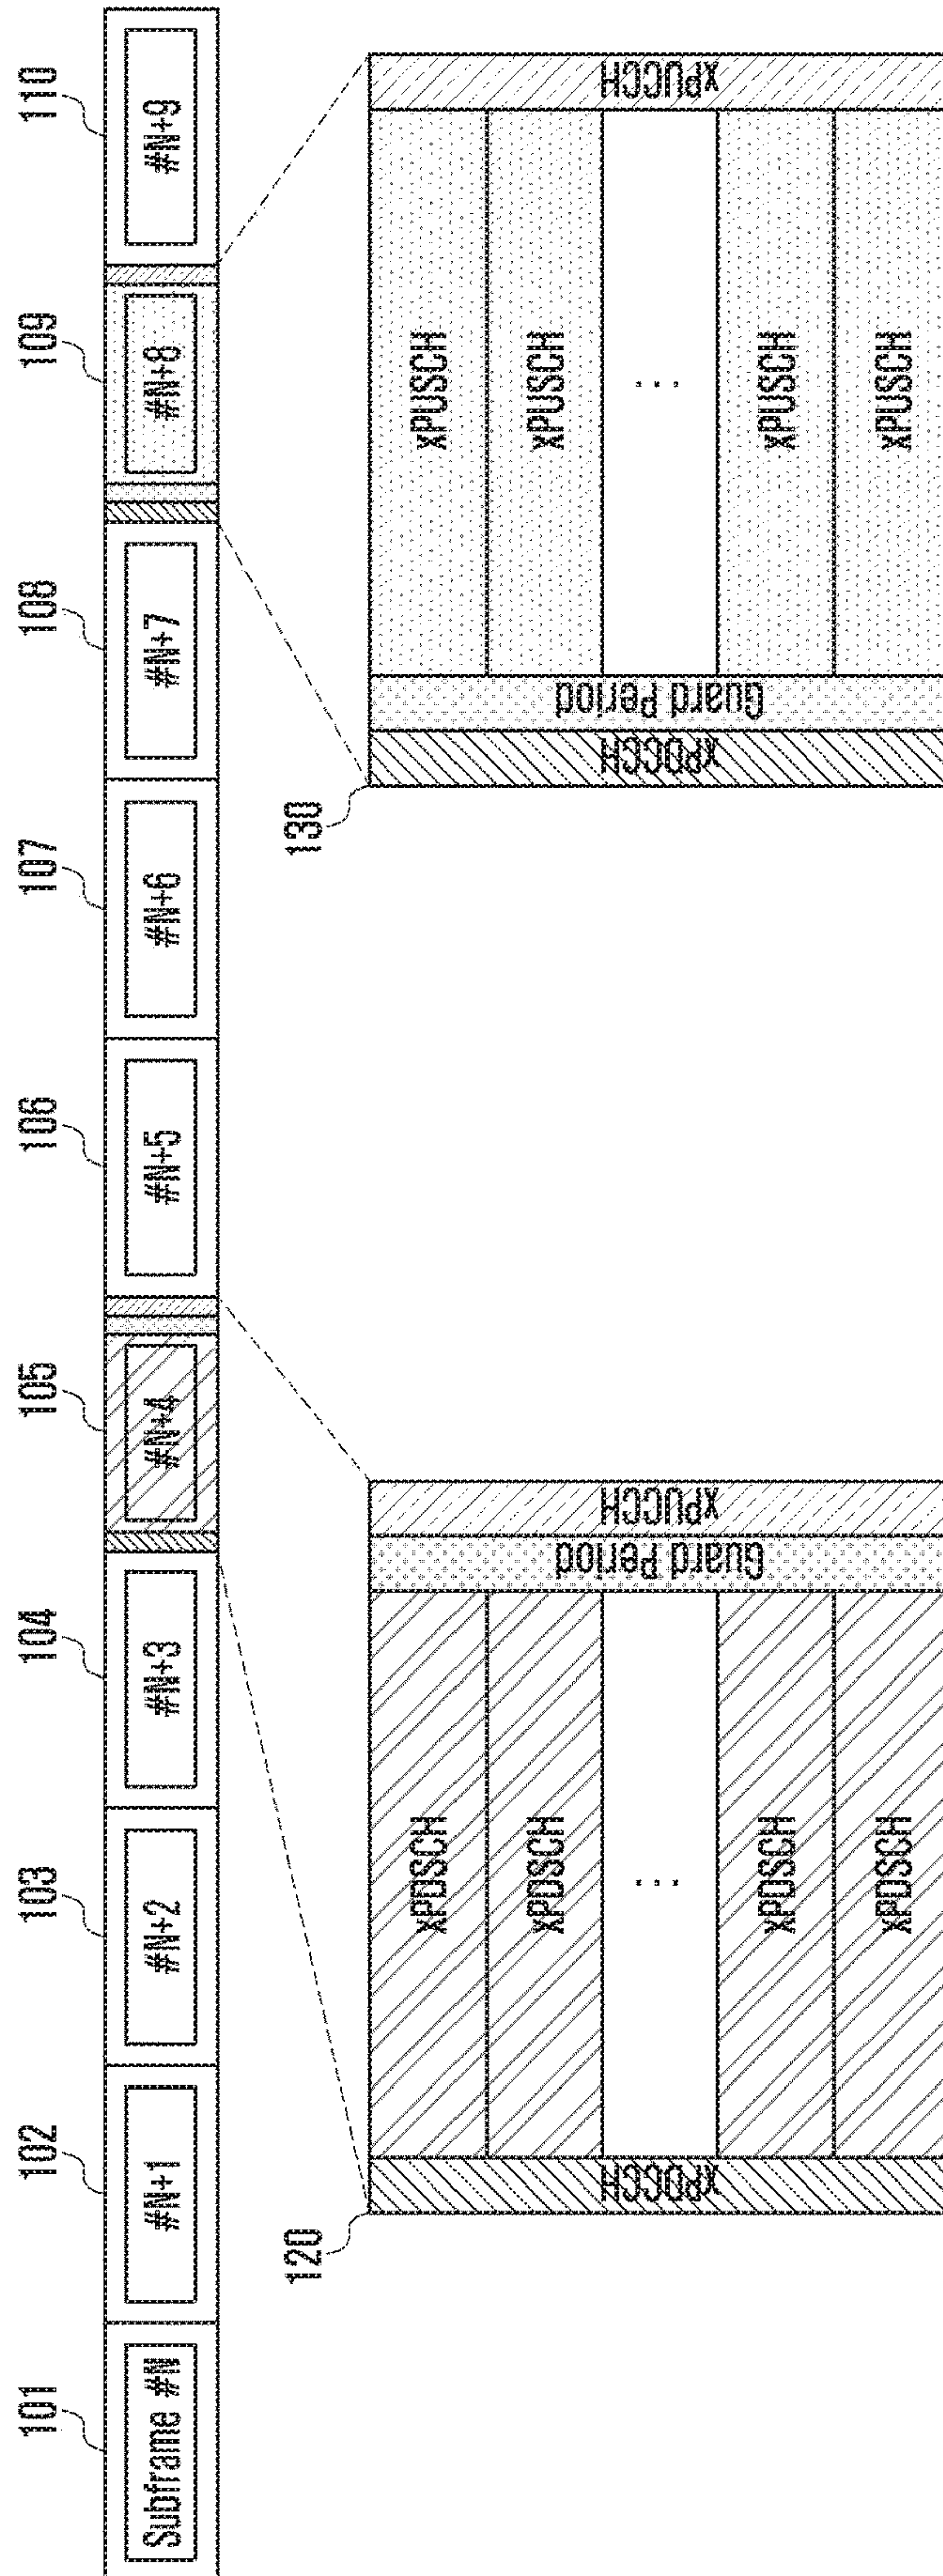 101 102 103 104 105 106 107 108 109 110
Subframe #N #N+1 #N+2 #N+3 #N+4 #N+5 #N+6 #N+7 #N+8 #N+9
120
xPDCCH
xPDSCH
xPDSCH
...
xPDSCH
xPDSCH
Guard Period
xPUCCH
130
xPDCCH
Guard Period
xPUSCH
xPUSCH
...
xPUSCH
xPUSCH
xPUCCH